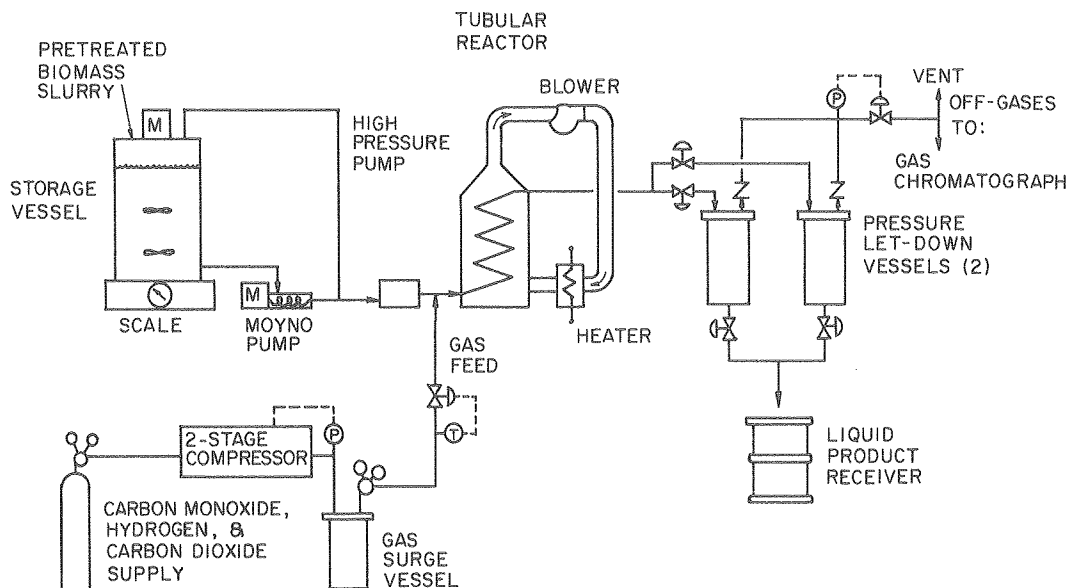 TUBULAR
REACTOR
PRETREATED
BIOMASS
SLURRY
M
STORAGE
VESSEL
SCALE
M
MOYNO
PUMP
HIGH
PRESSURE
PUMP
BLOWER
HEATER
GAS
FEED
P
VENT
OFF-GASES
TO:
GAS
CHROMATOGRAPH
PRESSURE
LET-DOWN
VESSELS (2)
LIQUID
PRODUCT
RECEIVER
2-STAGE
COMPRESSOR
P
T
CARBON MONOXIDE,
HYDROGEN, &
CARBON DIOXIDE
SUPPLY
GAS
SURGE
VESSEL